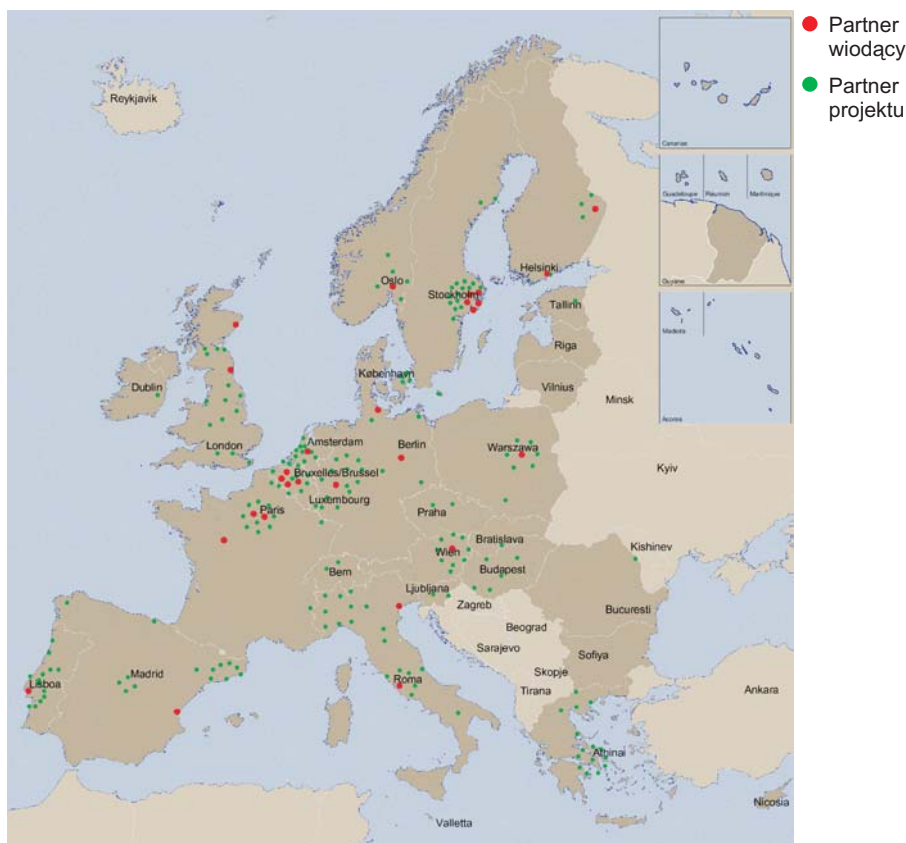 Partner
wiodący
Partner
projektu
Reykjavik
Canarias
Guadeloupe
Réunion
Martinique
Guyane
Madeira
Acores
Helsinki
Oslo
Stockholm
Tallinn
Riga
Vilnius
København
Dublin
Minsk
London
Amsterdam
Berlin
Warszawa
Bruxelles/Brussel
Kyiv
Luxembourg
Paris
Praha
Bratislava
Wien
Kishinev
Bern
Budapest
Ljubljana
Zagreb
Bucuresti
Beograd
Sarajevo
Sofiya
Skopje
Madrid
Lisboa
Roma
Tirana
Ankara
Athinai
Nicosia
Valletta